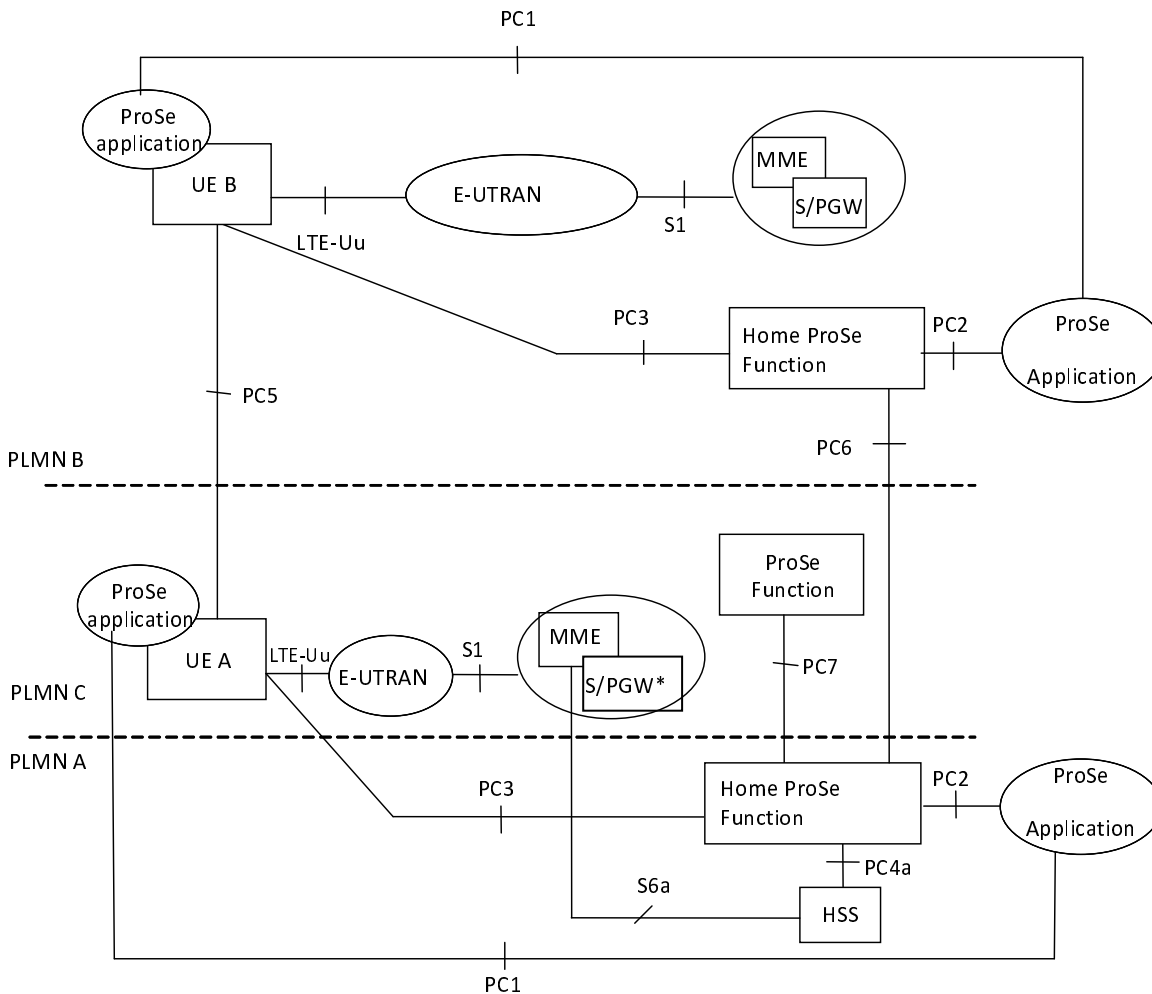 PC1
ProSe
application
UE B
E-UTRAN
MME
S/PGW
S1
LTE-Uu
PC3
Home ProSe
Function
PC2
ProSe
Application
PC5
PC6
PLMN B
ProSe
Function
ProSe
application
UE A
LTE-Uu
E-UTRAN
S1
MME
S/PGW*
PC7
PLMN C
PLMN A
PC3
Home ProSe
Function
PC2
ProSe
Application
PC4a
S6a
HSS
PC1